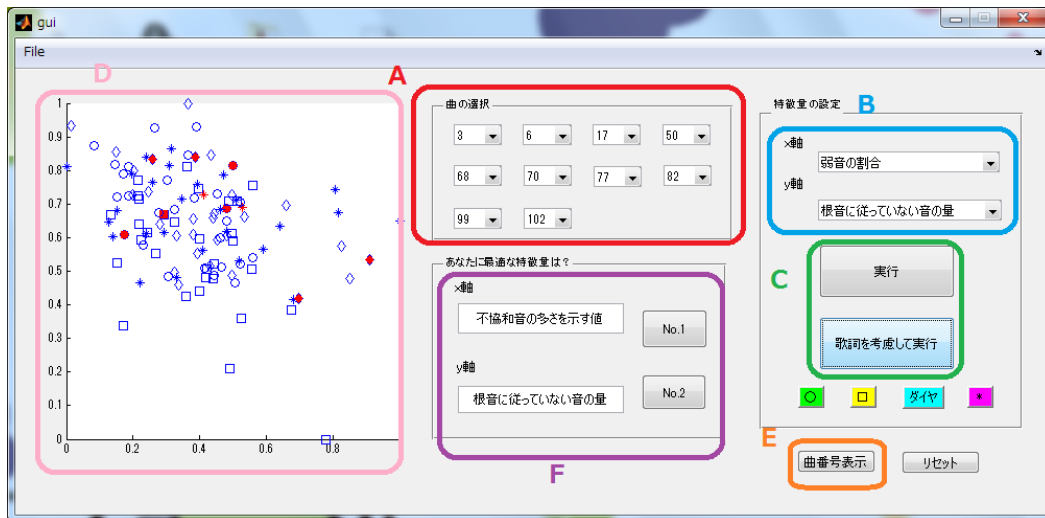 gui
File
D
A
B
曲の選択
3 6 17 50
68 70 77 82
99 102
特徴量の設定
x軸
弱音の割合
y軸
根音に従っていない音の量
C
実行
歌詞を考慮して実行
○ □ ダイヤ *
E
曲番号表示 リセット
あなたに最適な特徴量は?
x軸
不協和音の多さを示す値
No.1
y軸
根音に従っていない音の量
No.2
F
1
0.9
0.8
0.7
0.6
0.5
0.4
0.3
0.2
0.1
0
0 0.2 0.4 0.6 0.8